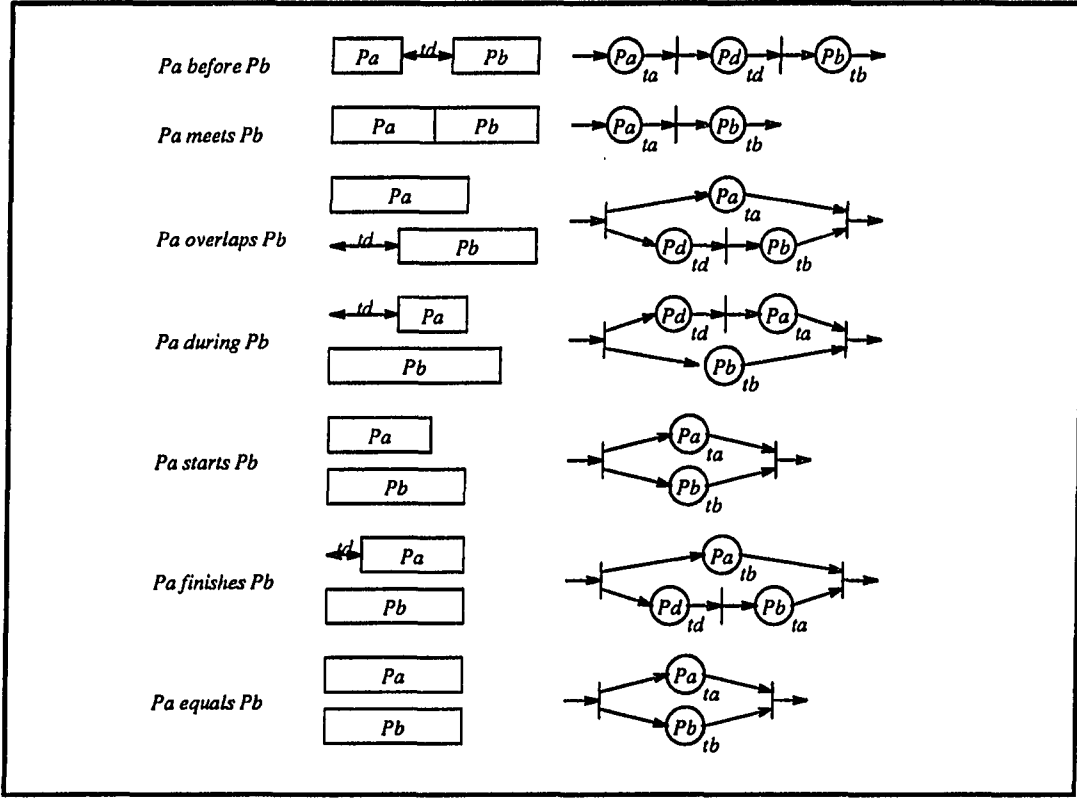 Pa before Pb
Pa td Pb
Pa ta Pd td Pb tb
Pa meets Pb
Pa Pb
Pa ta Pb tb
Pa overlaps Pb
Pa
td Pb
Pa ta
Pd td Pb tb
Pa during Pb
td Pa
Pb
Pd td Pa ta
Pb tb
Pa starts Pb
Pa
Pb
Pa ta
Pb tb
Pa finishes Pb
td Pa
Pb
Pa tb
Pd td Pb ta
Pa equals Pb
Pa
Pb
Pa ta
Pb tb